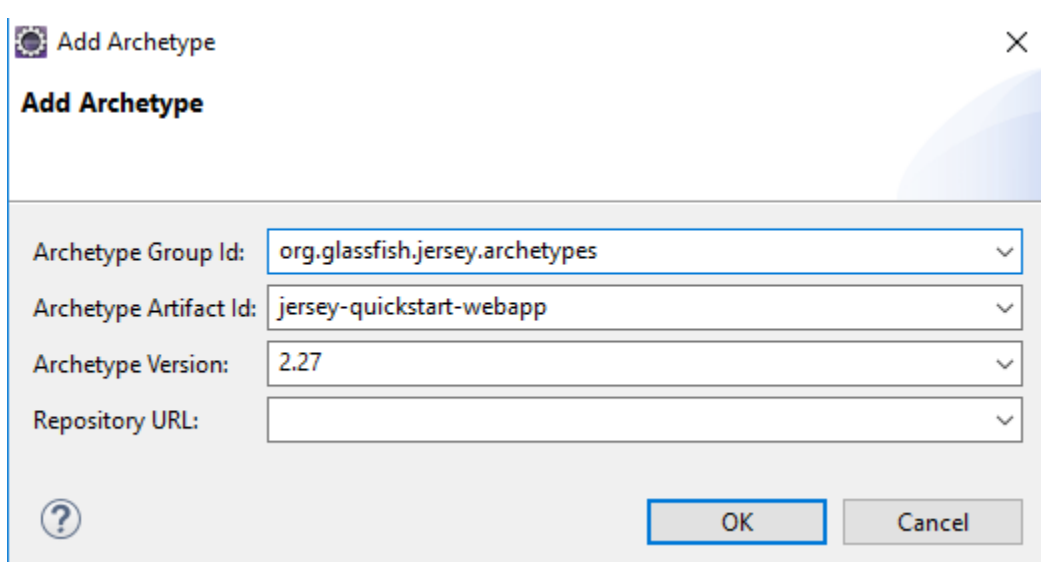 Add Archetype
Add Archetype
Archetype Group Id: org.glassfish.jersey.archetypes
Archetype Artifact Id: jersey-quickstart-webapp
Archetype Version: 2.27
Repository URL:
? OK Cancel